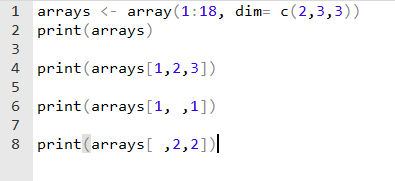 1 arrays <- array(1:18, dim= c(2,3,3))
2 print(arrays)
3
4 print(arrays[1,2,3])
5
6 print(arrays[1, ,1])
7
8 print(arrays[ ,2,2])